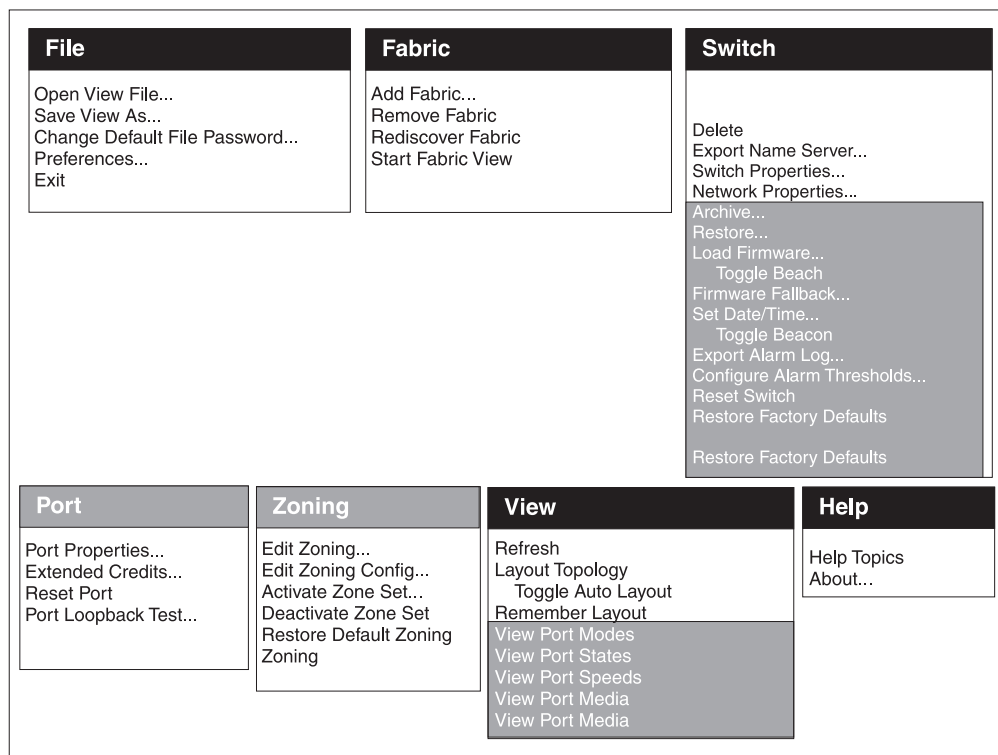 File
Open View File...
Save View As...
Change Default File Password...
Preferences...
Exit
Fabric
Add Fabric...
Remove Fabric
Rediscover Fabric
Start Fabric View
Switch
Delete
Export Name Server...
Switch Properties...
Network Properties...
Archive...
Restore...
Load Firmware...
Toggle Beach
Firmware Fallback...
Set Date/Time...
Toggle Beacon
Export Alarm Log...
Configure Alarm Thresholds...
Reset Switch
Restore Factory Defaults
Restore Factory Defaults
Port
Port Properties...
Extended Credits...
Reset Port
Port Loopback Test...
Zoning
Edit Zoning...
Edit Zoning Config...
Activate Zone Set...
Deactivate Zone Set
Restore Default Zoning
Zoning
View
Refresh
Layout Topology
Toggle Auto Layout
Remember Layout
View Port Modes
View Port States
View Port Speeds
View Port Media
View Port Media
Help
Help Topics
About...